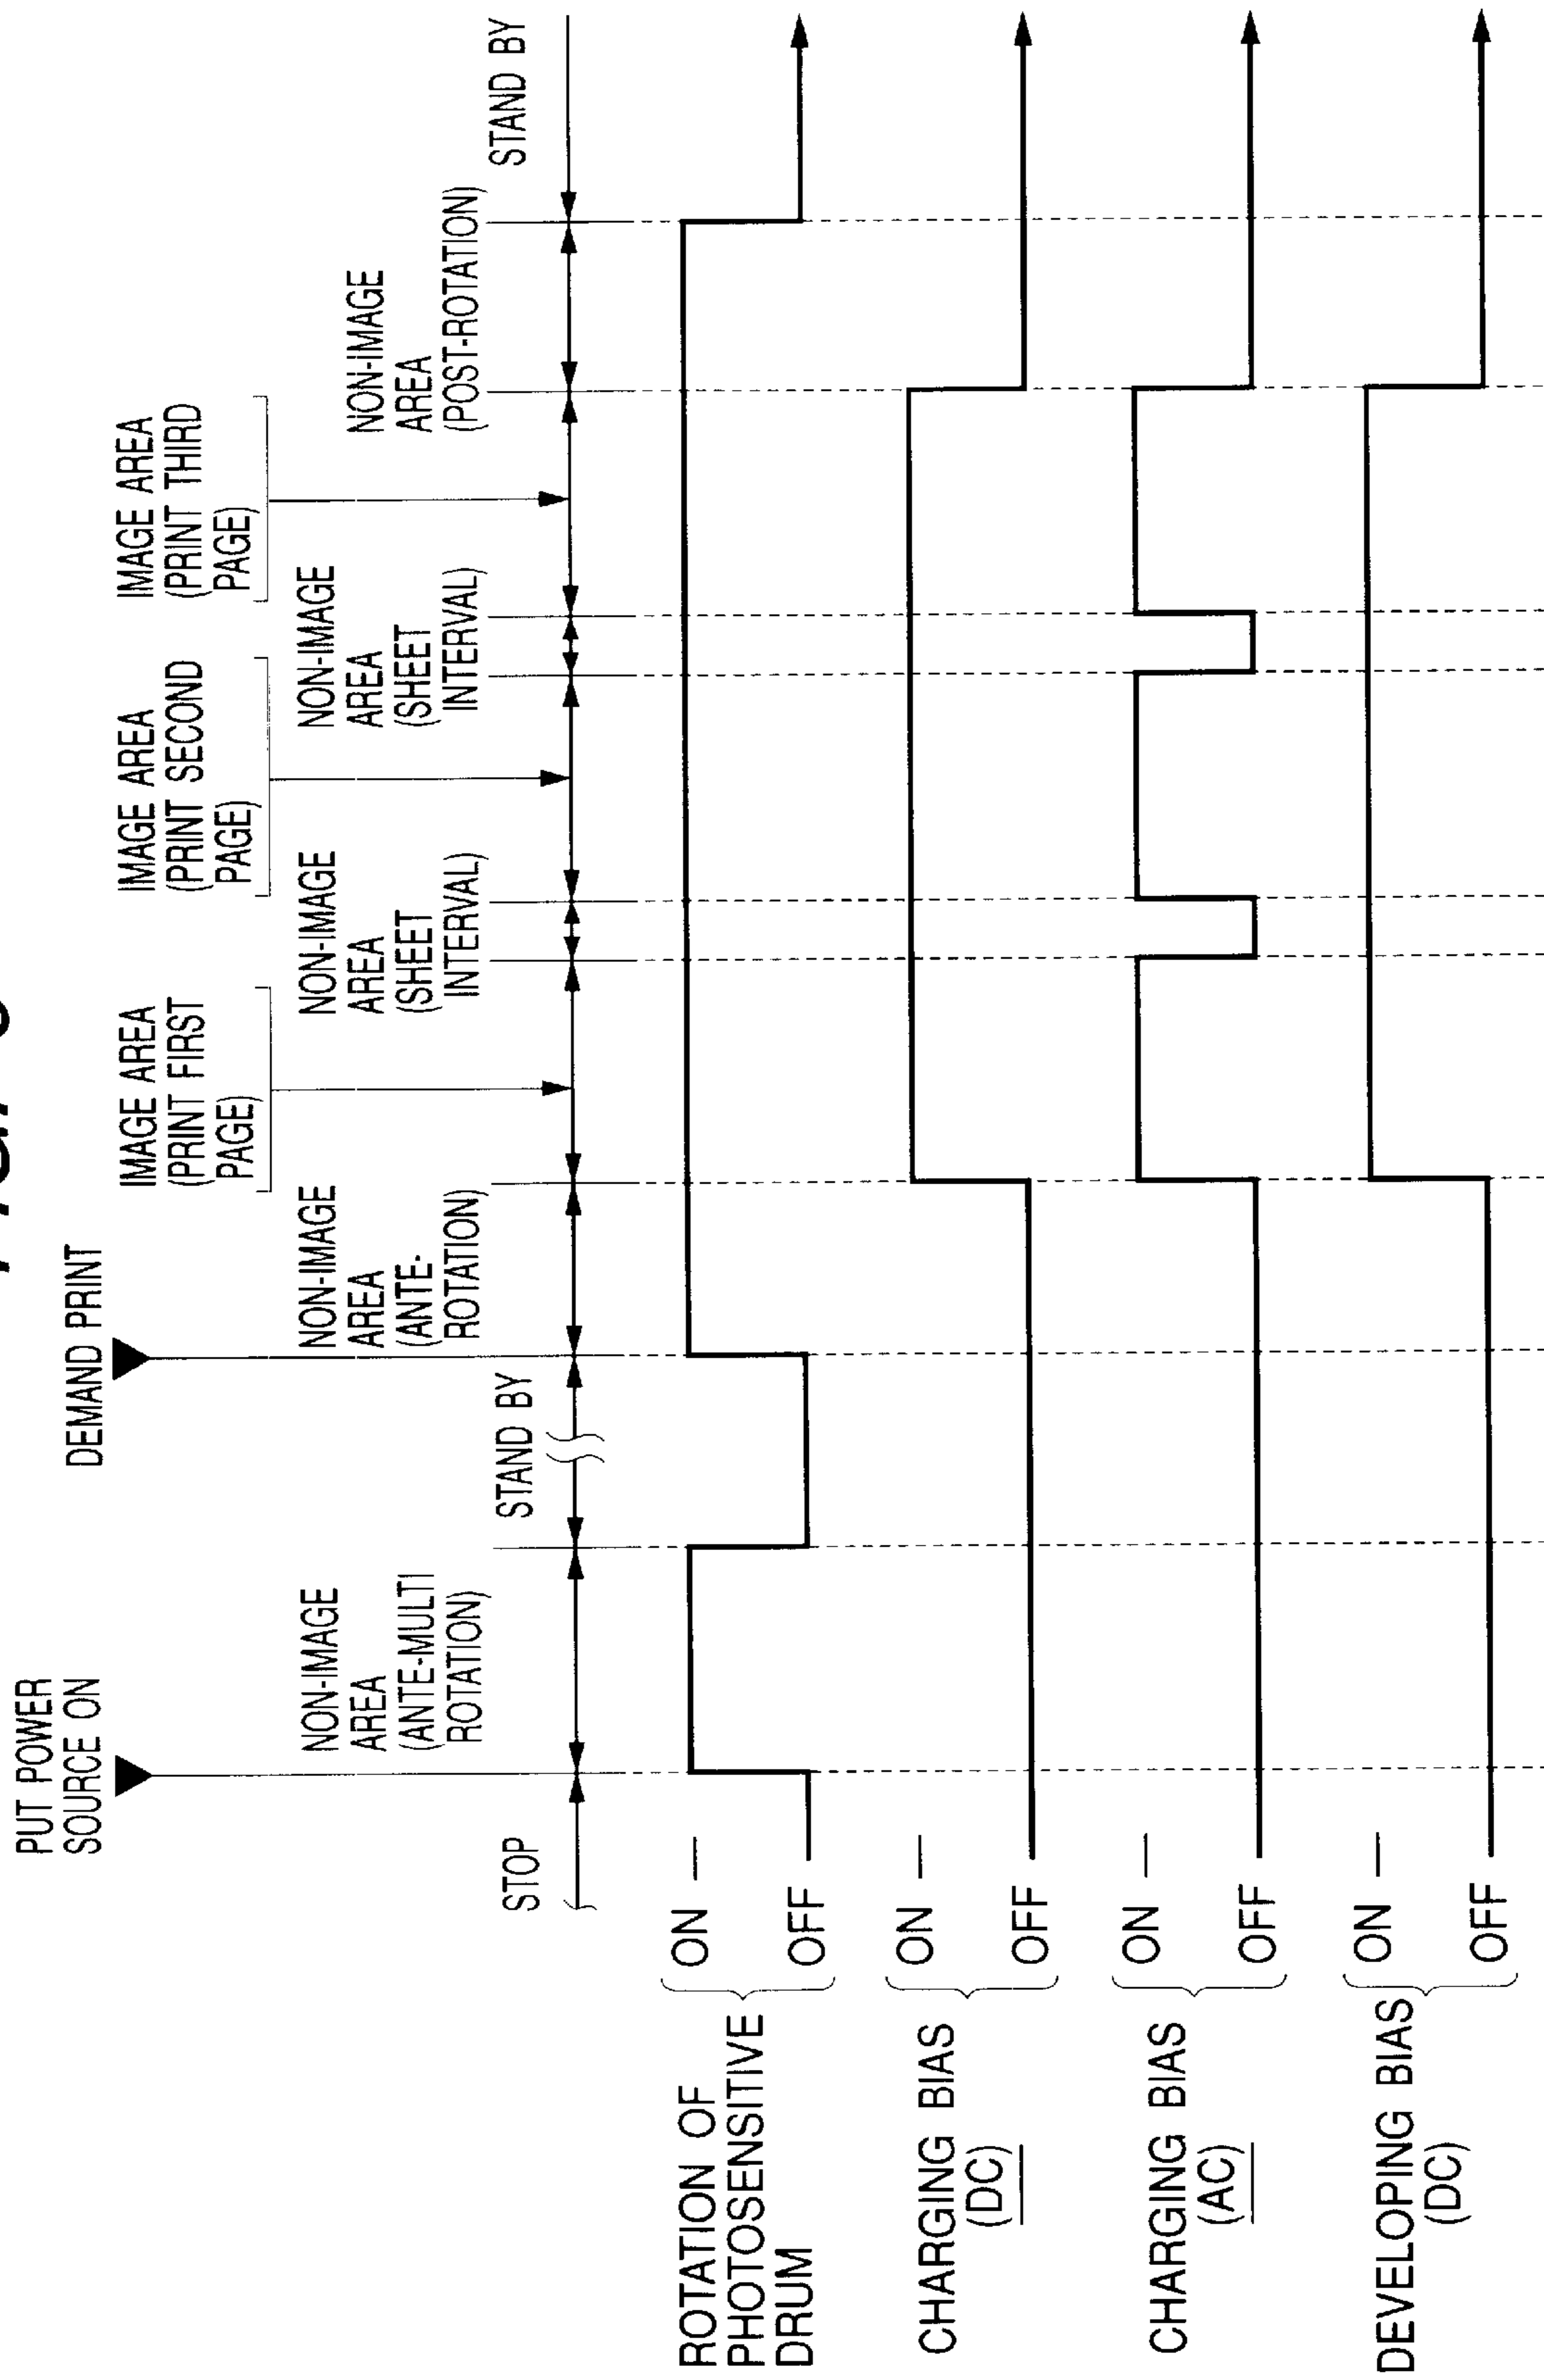 PUT POWER
SOURCE ON
DEMAND PRINT
IMAGE AREA
(PRINT FIRST
PAGE)
IMAGE AREA
(PRINT SECOND
PAGE)
IMAGE AREA
(PRINT THIRD
PAGE)
NON-IMAGE
AREA
(ANTE-MULTI
ROTATION)
NON-IMAGE
AREA
(ANTE-
ROTATION)
NON-IMAGE
AREA
(SHEET
INTERVAL)
NON-IMAGE
AREA
(SHEET
INTERVAL)
NON-IMAGE
AREA
(POST-ROTATION)
STOP
STAND BY
STAND BY
ROTATION OF
PHOTOSENSITIVE
DRUM
ON
OFF
CHARGING BIAS
(DC)
ON
OFF
CHARGING BIAS
(AC)
ON
OFF
DEVELOPING BIAS
(DC)
ON
OFF